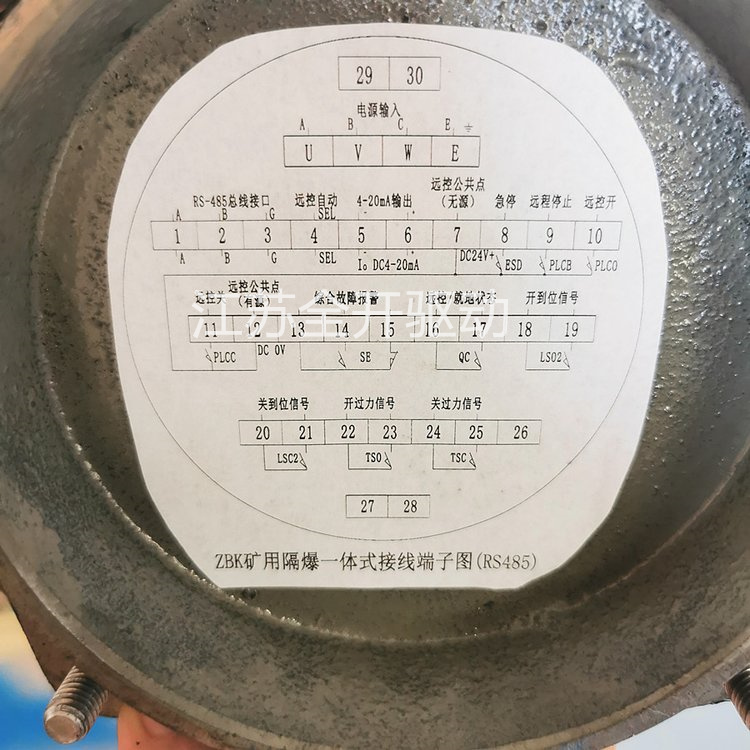 29 30
电源输入
A B C E
U V W E
RS-485总线接口 远控自动 4-20mA输出 远控公共点(无源) 急停 远程停止 远控开
A B G SEL - +
1 2 3 4 5 6 7 8 9 10
A B G SEL - +
I₀ DC4-20mA DC24V+ ESD PLCB PLCO
远控关 远控公共点(有源) 综合故障报警 远控/就地状态 开到位信号
江苏全开驱动
11 12 13 14 15 16 17 18 19
PLCC DC 0V SE QC LSO2
关到位信号 开过力信号 关过力信号
20 21 22 23 24 25 26
LSC2 TSO TSC
27 28
ZBK矿用隔爆一体式接线端子图(RS485)